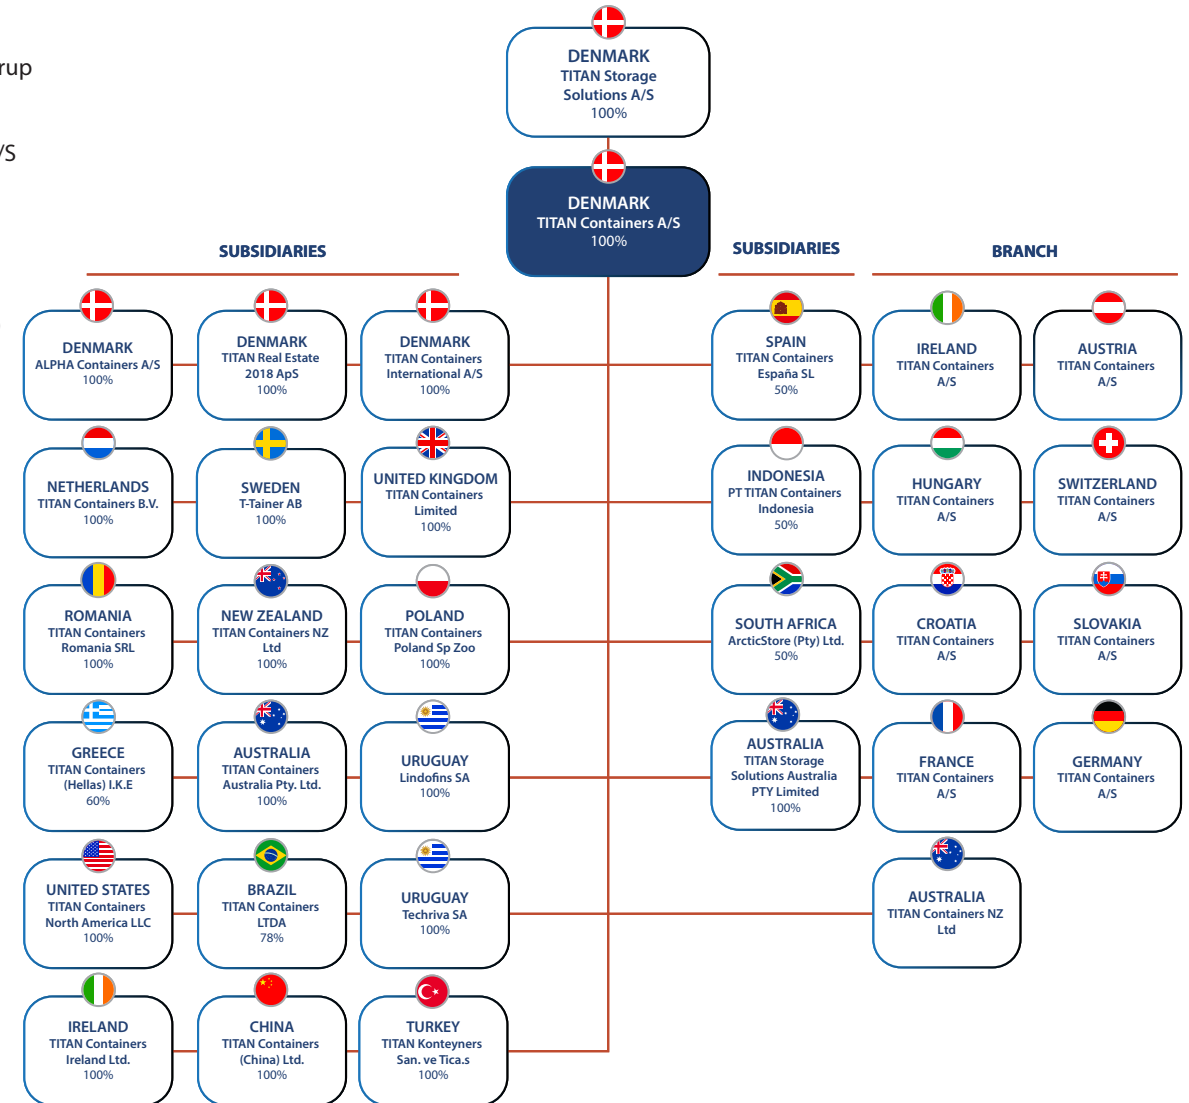 rup
/S
DENMARK
TITAN Storage
Solutions A/S
100%
DENMARK
TITAN Containers A/S
100%
SUBSIDIARIES
SUBSIDIARIES
BRANCH
DENMARK
ALPHA Containers A/S
100%
DENMARK
TITAN Real Estate
2018 ApS
100%
DENMARK
TITAN Containers
International A/S
100%
SPAIN
TITAN Containers
España SL
50%
IRELAND
TITAN Containers
A/S
AUSTRIA
TITAN Containers
A/S
NETHERLANDS
TITAN Containers B.V.
100%
SWEDEN
T-Tainer AB
100%
UNITED KINGDOM
TITAN Containers
Limited
100%
INDONESIA
PT TITAN Containers
Indonesia
50%
HUNGARY
TITAN Containers
A/S
SWITZERLAND
TITAN Containers
A/S
ROMANIA
TITAN Containers
Romania SRL
100%
NEW ZEALAND
TITAN Containers NZ
Ltd
100%
POLAND
TITAN Containers
Poland Sp Zoo
100%
SOUTH AFRICA
ArcticStore (Pty) Ltd.
50%
CROATIA
TITAN Containers
A/S
SLOVAKIA
TITAN Containers
A/S
GREECE
TITAN Containers
(Hellas) I.K.E
60%
AUSTRALIA
TITAN Containers
Australia Pty. Ltd.
100%
URUGUAY
Lindofins SA
100%
AUSTRALIA
TITAN Storage
Solutions Australia
PTY Limited
100%
FRANCE
TITAN Containers
A/S
GERMANY
TITAN Containers
A/S
UNITED STATES
TITAN Containers
North America LLC
100%
BRAZIL
TITAN Containers
LTDA
78%
URUGUAY
Techriva SA
100%
AUSTRALIA
TITAN Containers NZ
Ltd
IRELAND
TITAN Containers
Ireland Ltd.
100%
CHINA
TITAN Containers
(China) Ltd.
100%
TURKEY
TITAN Konteyners
San. ve Tica.s
100%